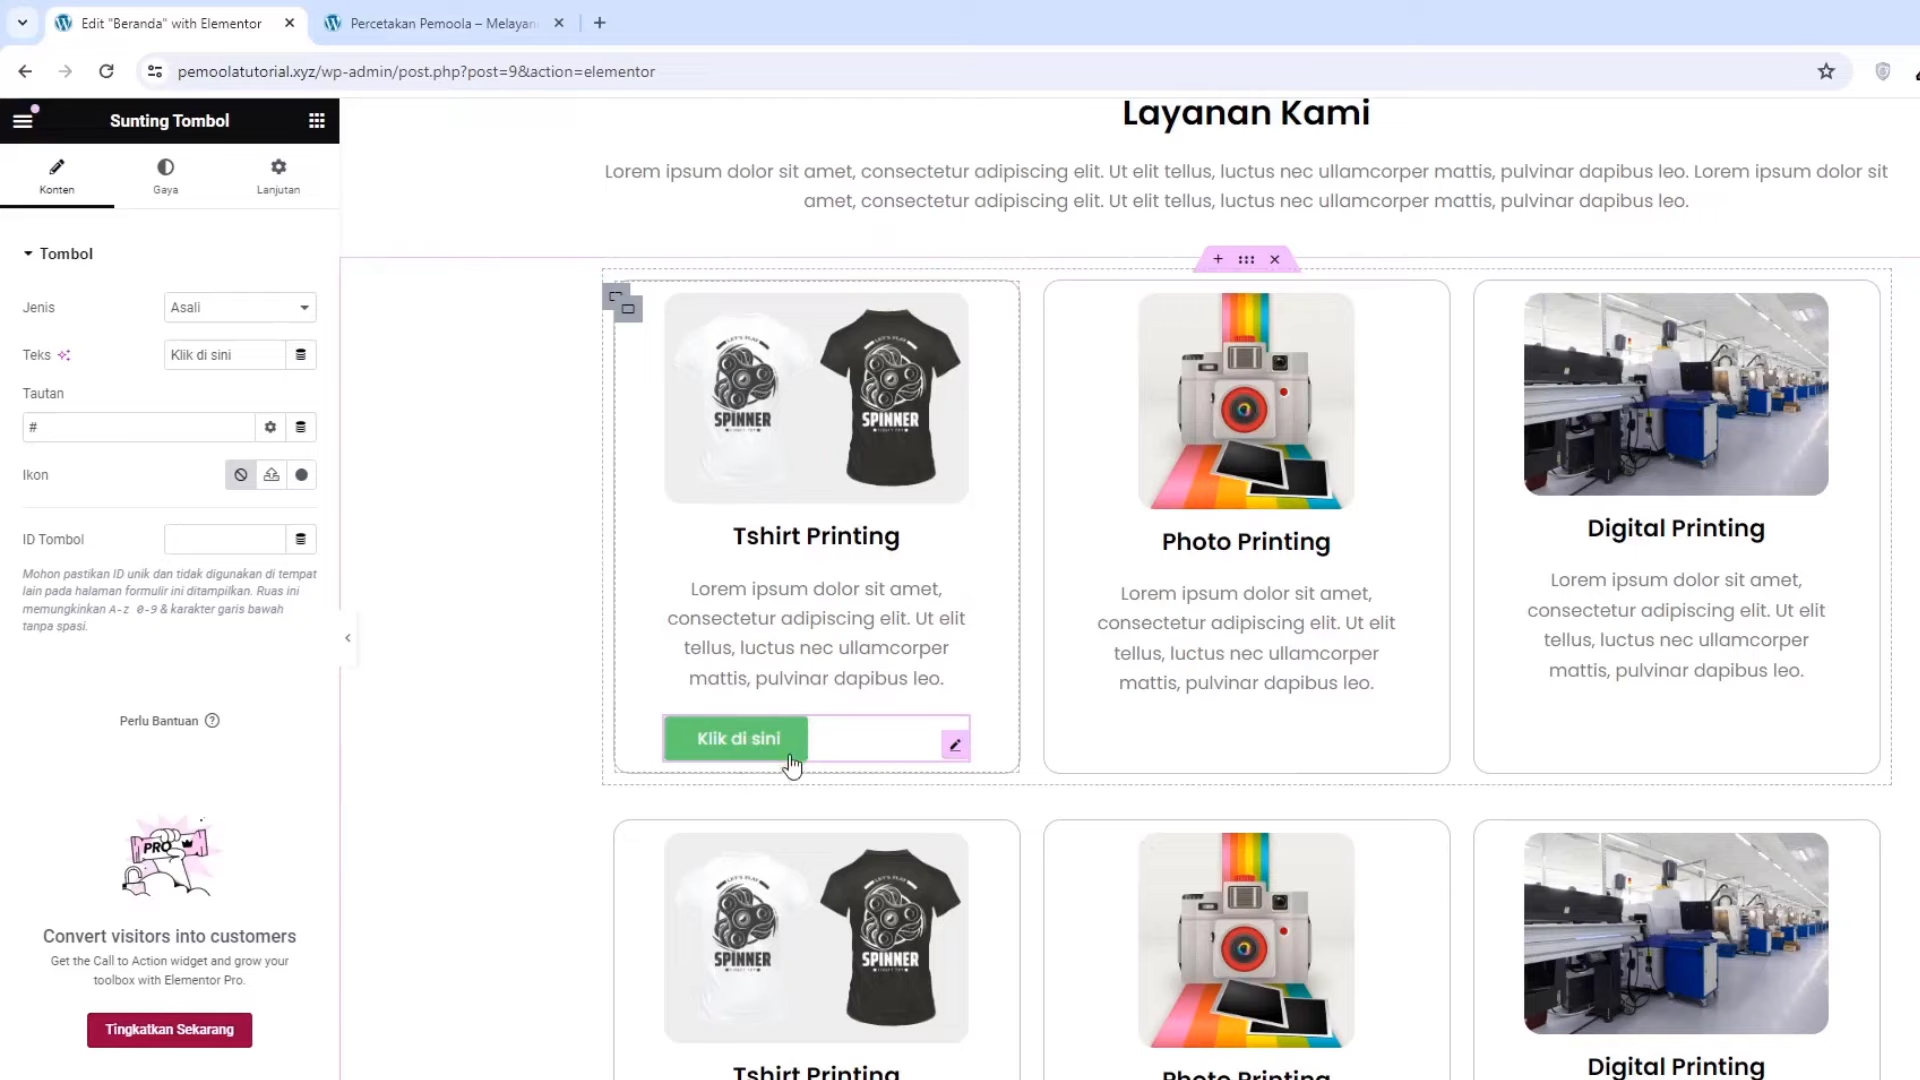 Edit "Beranda" with Elementor
Percetakan Pemoola – Melayan
pemoolatutorial.xyz/wp-admin/post.php?post=9&action=elementor
Sunting Tombol
Konten
Gaya
Lanjutan
Tombol
Jenis
Asali
Teks
Klik di sini
Tautan
#
Ikon
ID Tombol
Mohon pastikan ID unik dan tidak digunakan di tempat
lain pada halaman formulir ini ditampilkan. Ruas ini
memungkinkan A-z 0-9 & karakter garis bawah
tanpa spasi.
Perlu Bantuan
PRO
Convert visitors into customers
Get the Call to Action widget and grow your
toolbox with Elementor Pro.
Tingkatkan Sekarang
Layanan Kami
Lorem ipsum dolor sit amet, consectetur adipiscing elit. Ut elit tellus, luctus nec ullamcorper mattis, pulvinar dapibus leo. Lorem ipsum dolor sit
amet, consectetur adipiscing elit. Ut elit tellus, luctus nec ullamcorper mattis, pulvinar dapibus leo.
LET'S PLAY
SPINNER
LET'S PLAY
SPINNER
Tshirt Printing
Lorem ipsum dolor sit amet,
consectetur adipiscing elit. Ut elit
tellus, luctus nec ullamcorper
mattis, pulvinar dapibus leo.
Klik di sini
Photo Printing
Lorem ipsum dolor sit amet,
consectetur adipiscing elit. Ut elit
tellus, luctus nec ullamcorper
mattis, pulvinar dapibus leo.
Digital Printing
Lorem ipsum dolor sit amet,
consectetur adipiscing elit. Ut elit
tellus, luctus nec ullamcorper
mattis, pulvinar dapibus leo.
LET'S PLAY
SPINNER
LET'S PLAY
SPINNER
Tshirt Printing
Photo Printing
Digital Printing